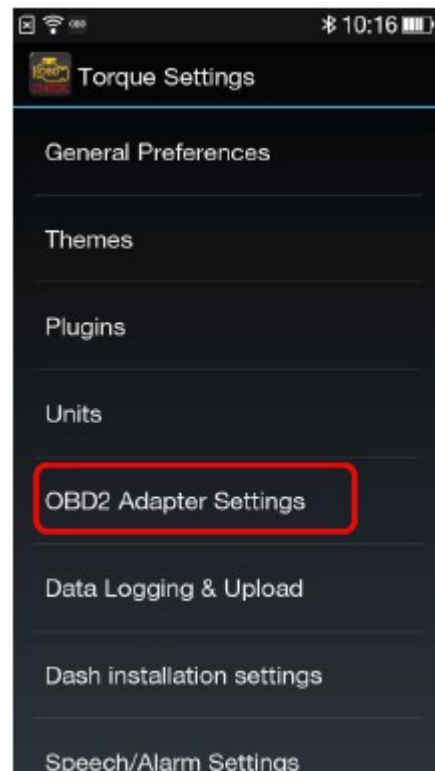 10:16
Torque Settings
General Preferences
Themes
Plugins
Units
OBD2 Adapter Settings
Data Logging & Upload
Dash installation settings
Speech/Alarm Settings